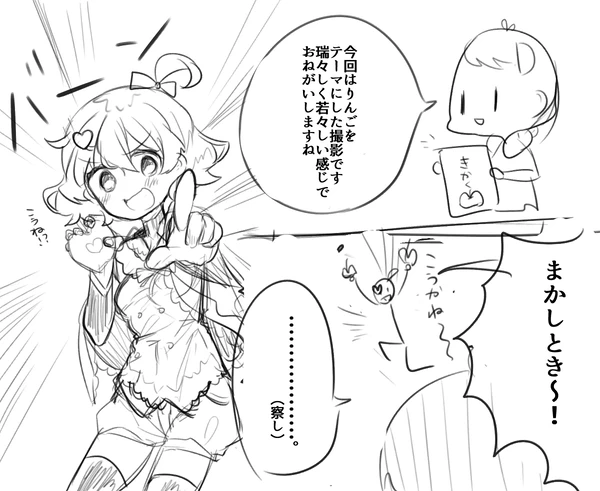 今回はりんごを
テーマにした撮影です
瑞々しく若々しい感じで
おねがいしますね
きかく
まかしとき～！
こうかね～
………………。
（察し）
こうね？！